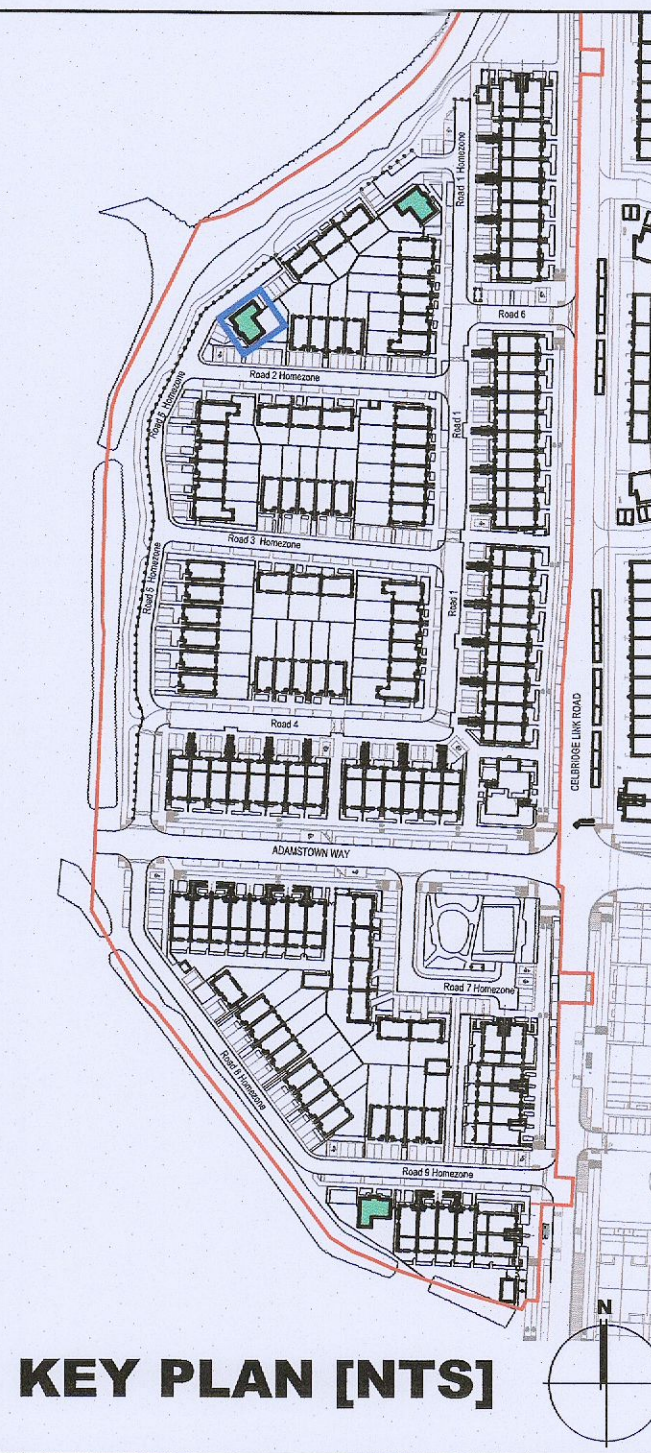 Road 1 Homezone
Road 6
Road 2 Homezone
Road 5 Homezone
Road 1
Road 3 Homezone
Road 5 Homezone
Road 1
Road 4
CELBRIDGE LINK ROAD
ADAMSTOWN WAY
Road 7 Homezone
Road 8 Homezone
Road 9 Homezone
N
KEY PLAN [NTS]